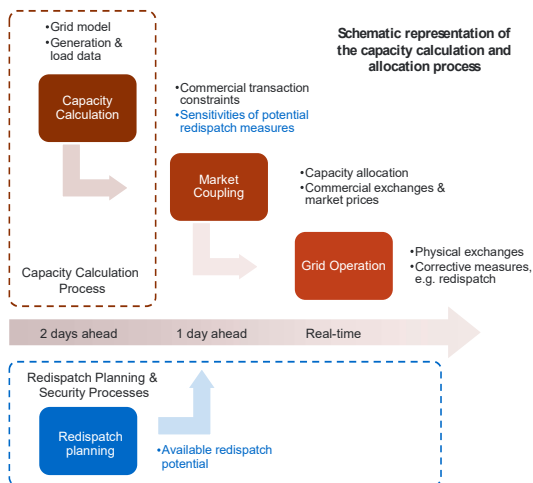 Schematic representation of
the capacity calculation and
allocation process
•Grid model
•Generation &
load data
Capacity
Calculation
•Commercial transaction
constraints
•Sensitivities of potential
redispatch measures
Market
Coupling
•Capacity allocation
•Commercial exchanges &
market prices
Grid Operation
•Physical exchanges
•Corrective measures,
e.g. redispatch
Capacity Calculation
Process
2 days ahead
1 day ahead
Real-time
Redispatch Planning &
Security Processes
Redispatch
planning
•Available redispatch
potential